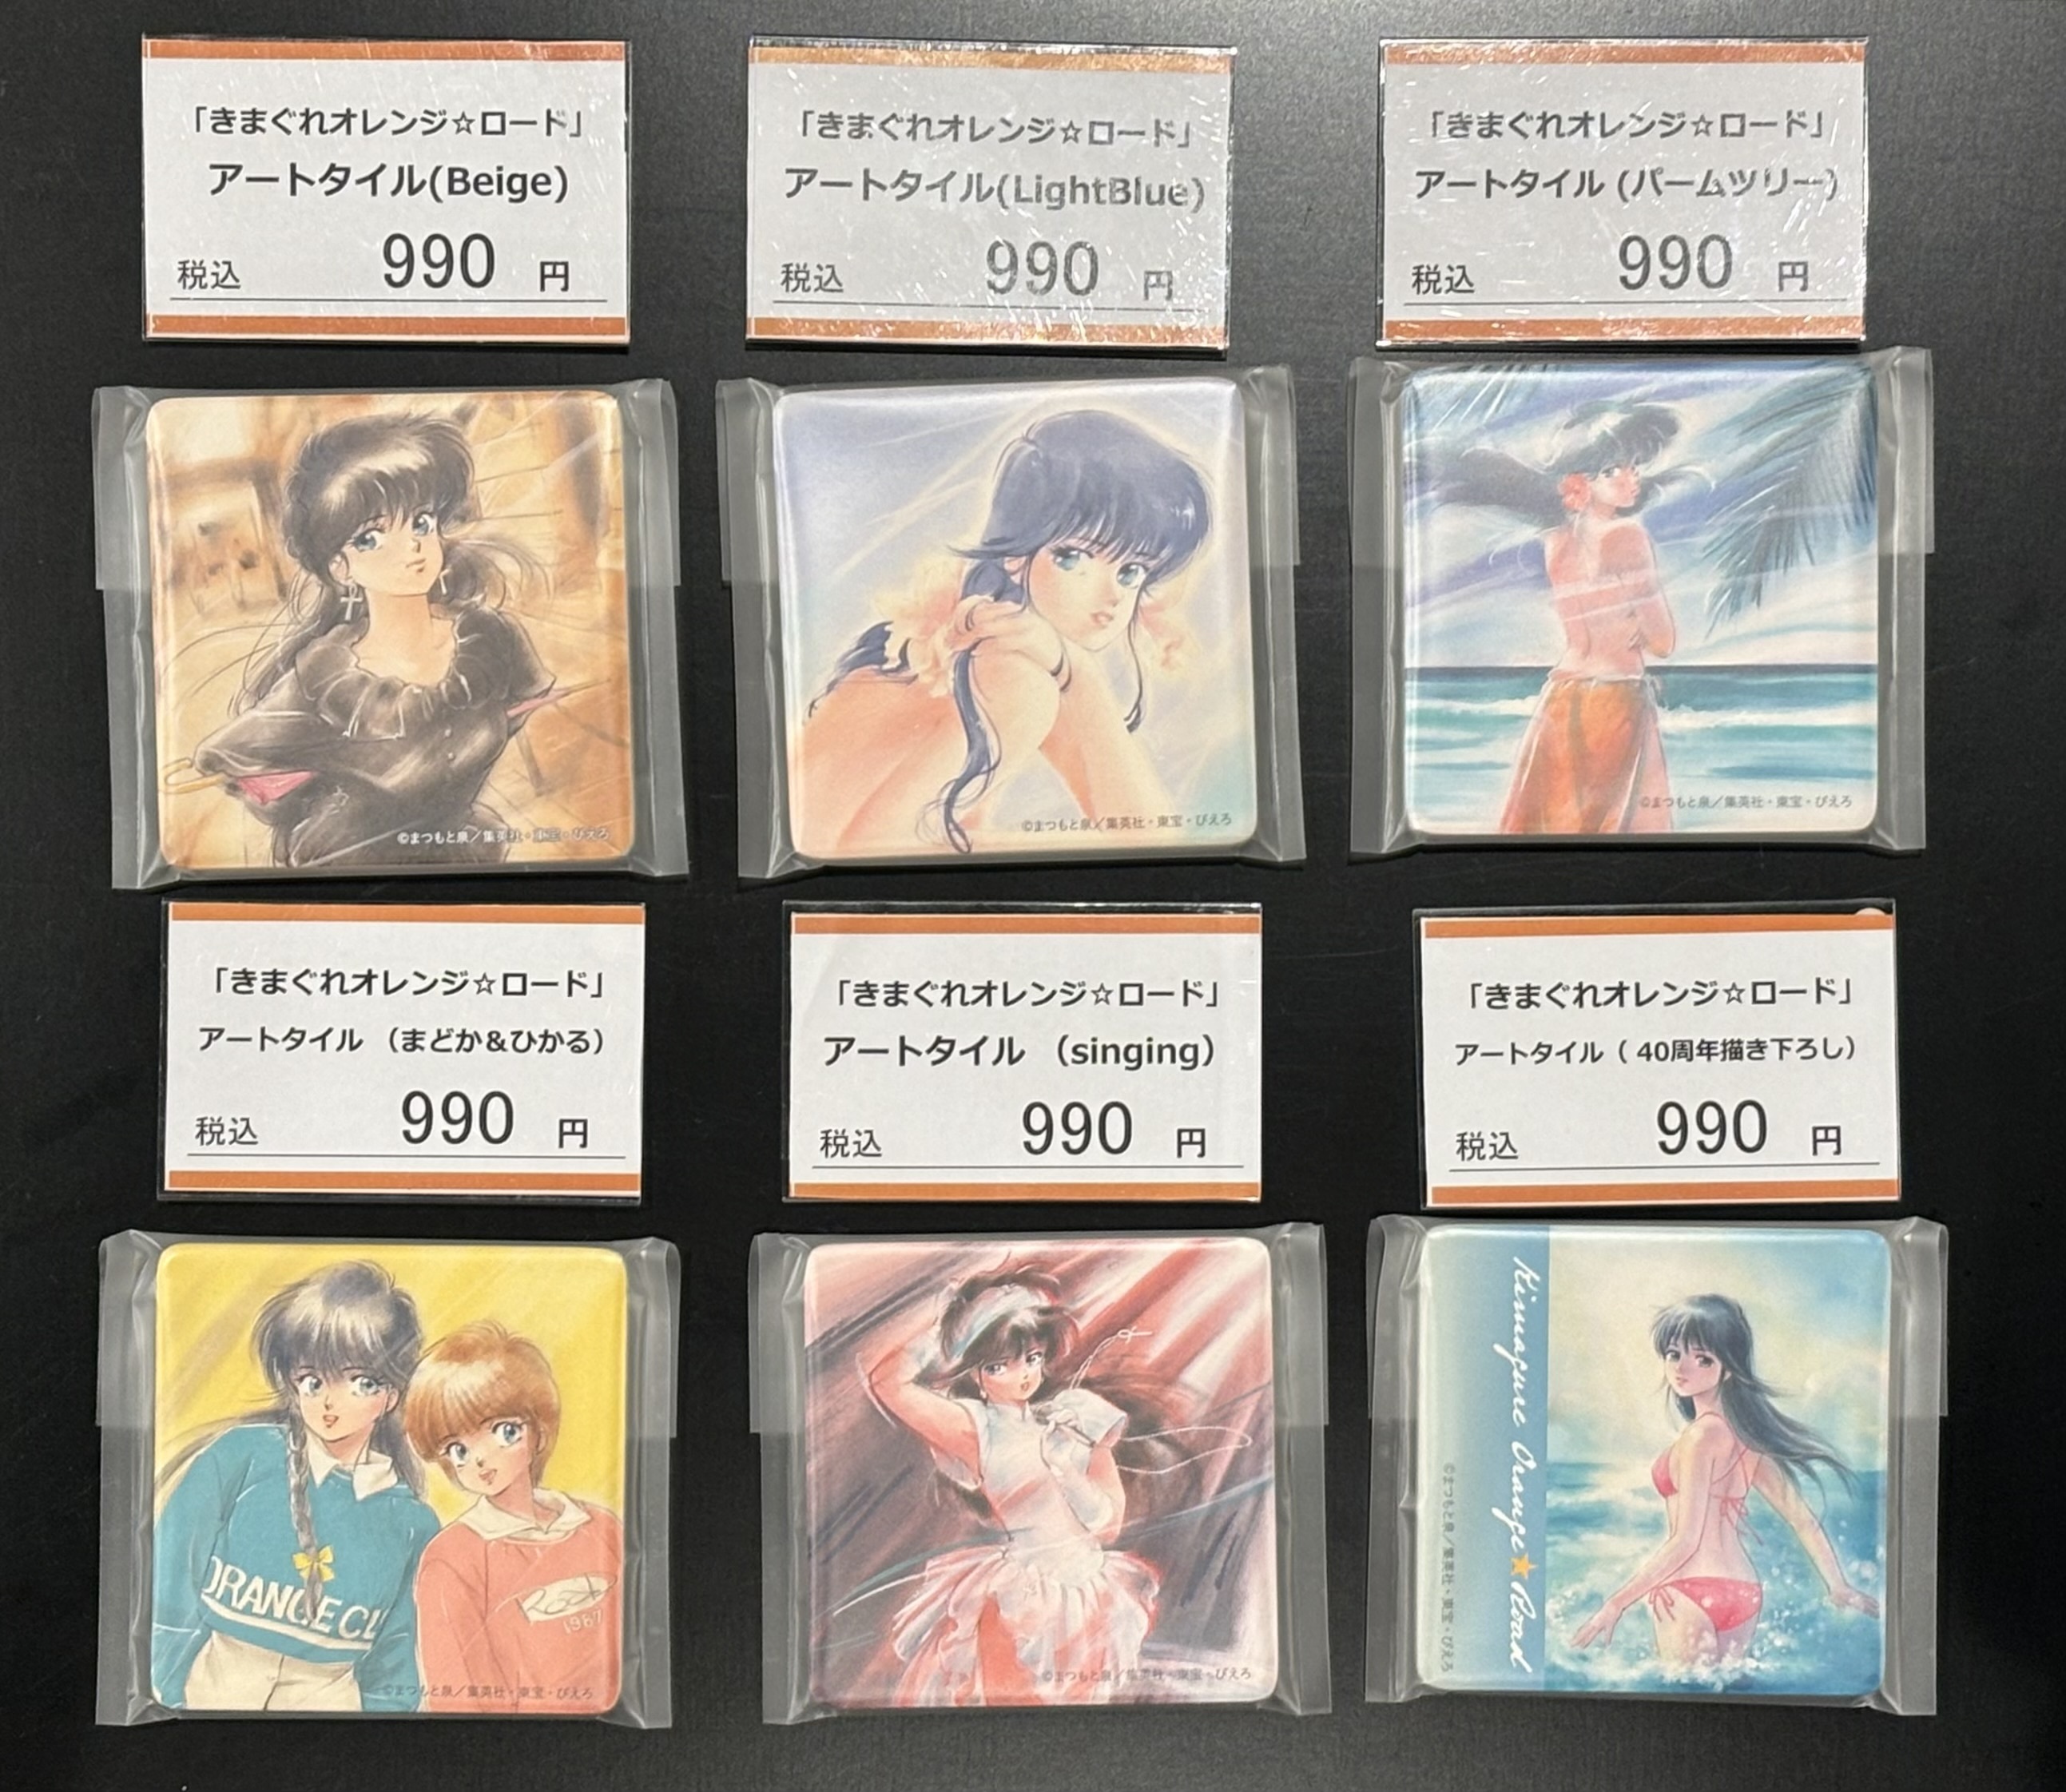 「きまぐれオレンジ☆ロード」
アートタイル(Beige)
税込 990 円
「きまぐれオレンジ☆ロード」
アートタイル(LightBlue)
税込 990 円
「きまぐれオレンジ☆ロード」
アートタイル (パームツリー)
税込 990 円
©まつもと泉／集英社・東宝・ぴえろ
©まつもと泉／集英社・東宝・ぴえろ
©まつもと泉／集英社・東宝・ぴえろ
「きまぐれオレンジ☆ロード」
アートタイル （まどか＆ひかる）
税込 990 円
「きまぐれオレンジ☆ロード」
アートタイル （singing）
税込 990 円
「きまぐれオレンジ☆ロード」
アートタイル（ 40周年描き下ろし）
税込 990 円
ORANGE CL
1987
©まつもと泉／集英社・東宝・ぴえろ
©まつもと泉／集英社・東宝・ぴえろ
Kimagure Orange★Road
©まつもと泉／集英社・東宝・ぴえろ